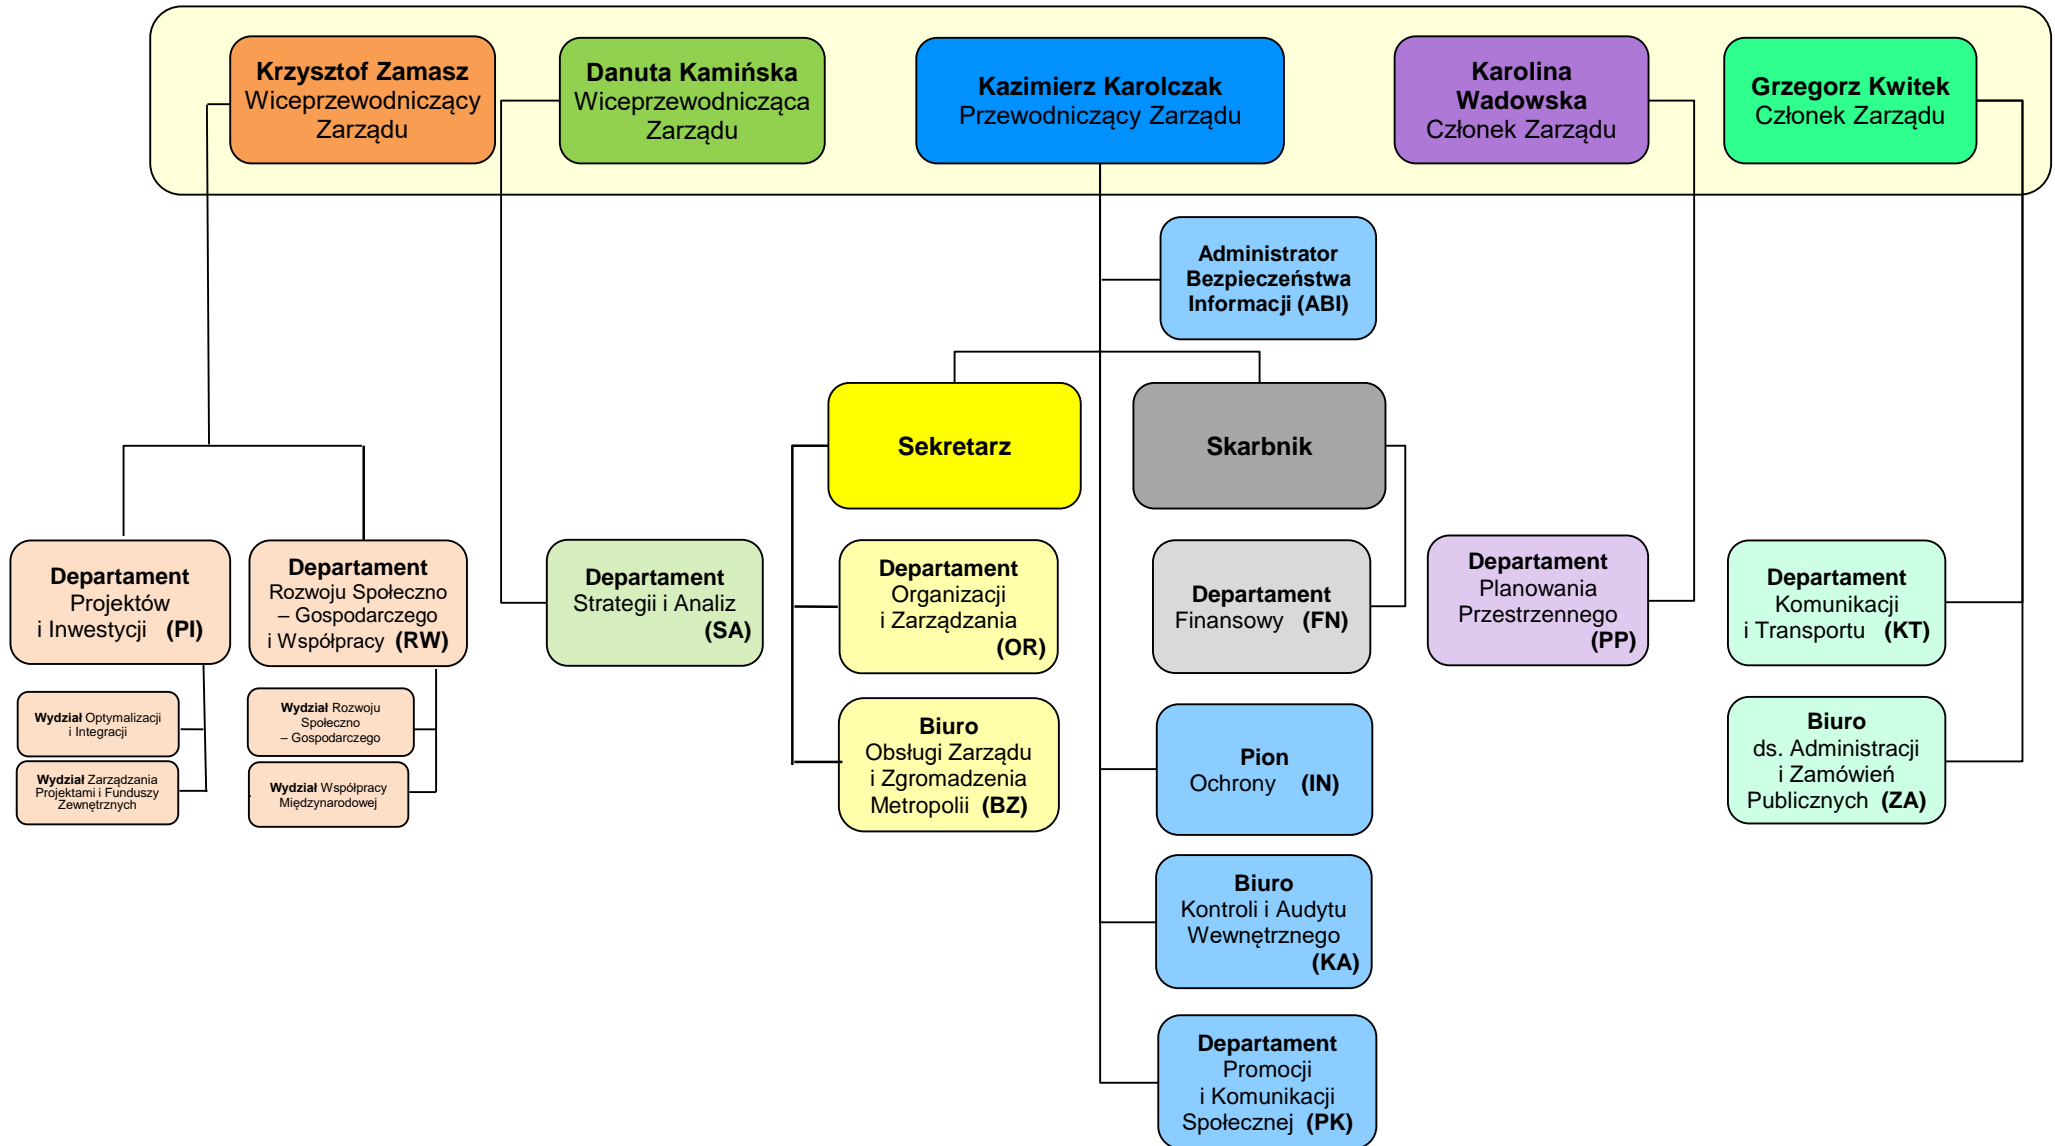 Krzysztof Zamasz
Wiceprzewodniczący
Zarządu
Danuta Kamińska
Wiceprzewodnicząca
Zarządu
Kazimierz Karolczak
Przewodniczący Zarządu
Karolina
Wadowska
Członek Zarządu
Grzegorz Kwitek
Członek Zarządu
Administrator
Bezpieczeństwa
Informacji (ABI)
Sekretarz
Skarbnik
Departament
Projektów
i Inwestycji (PI)
Departament
Rozwoju Społeczno
– Gospodarczego
i Współpracy (RW)
Departament
Strategii i Analiz
(SA)
Departament
Organizacji
i Zarządzania
(OR)
Departament
Finansowy (FN)
Departament
Planowania
Przestrzennego
(PP)
Departament
Komunikacji
i Transportu (KT)
Wydział Optymalizacji
i Integracji
Wydział Rozwoju
Społeczno
– Gospodarczego
Wydział Zarządzania
Projektami i Funduszy
Zewnętrznych
Wydział Współpracy
Międzynarodowej
Biuro
Obsługi Zarządu
i Zgromadzenia
Metropolii (BZ)
Pion
Ochrony (IN)
Biuro
ds. Administracji
i Zamówień
Publicznych (ZA)
Biuro
Kontroli i Audytu
Wewnętrznego
(KA)
Departament
Promocji
i Komunikacji
Społecznej (PK)